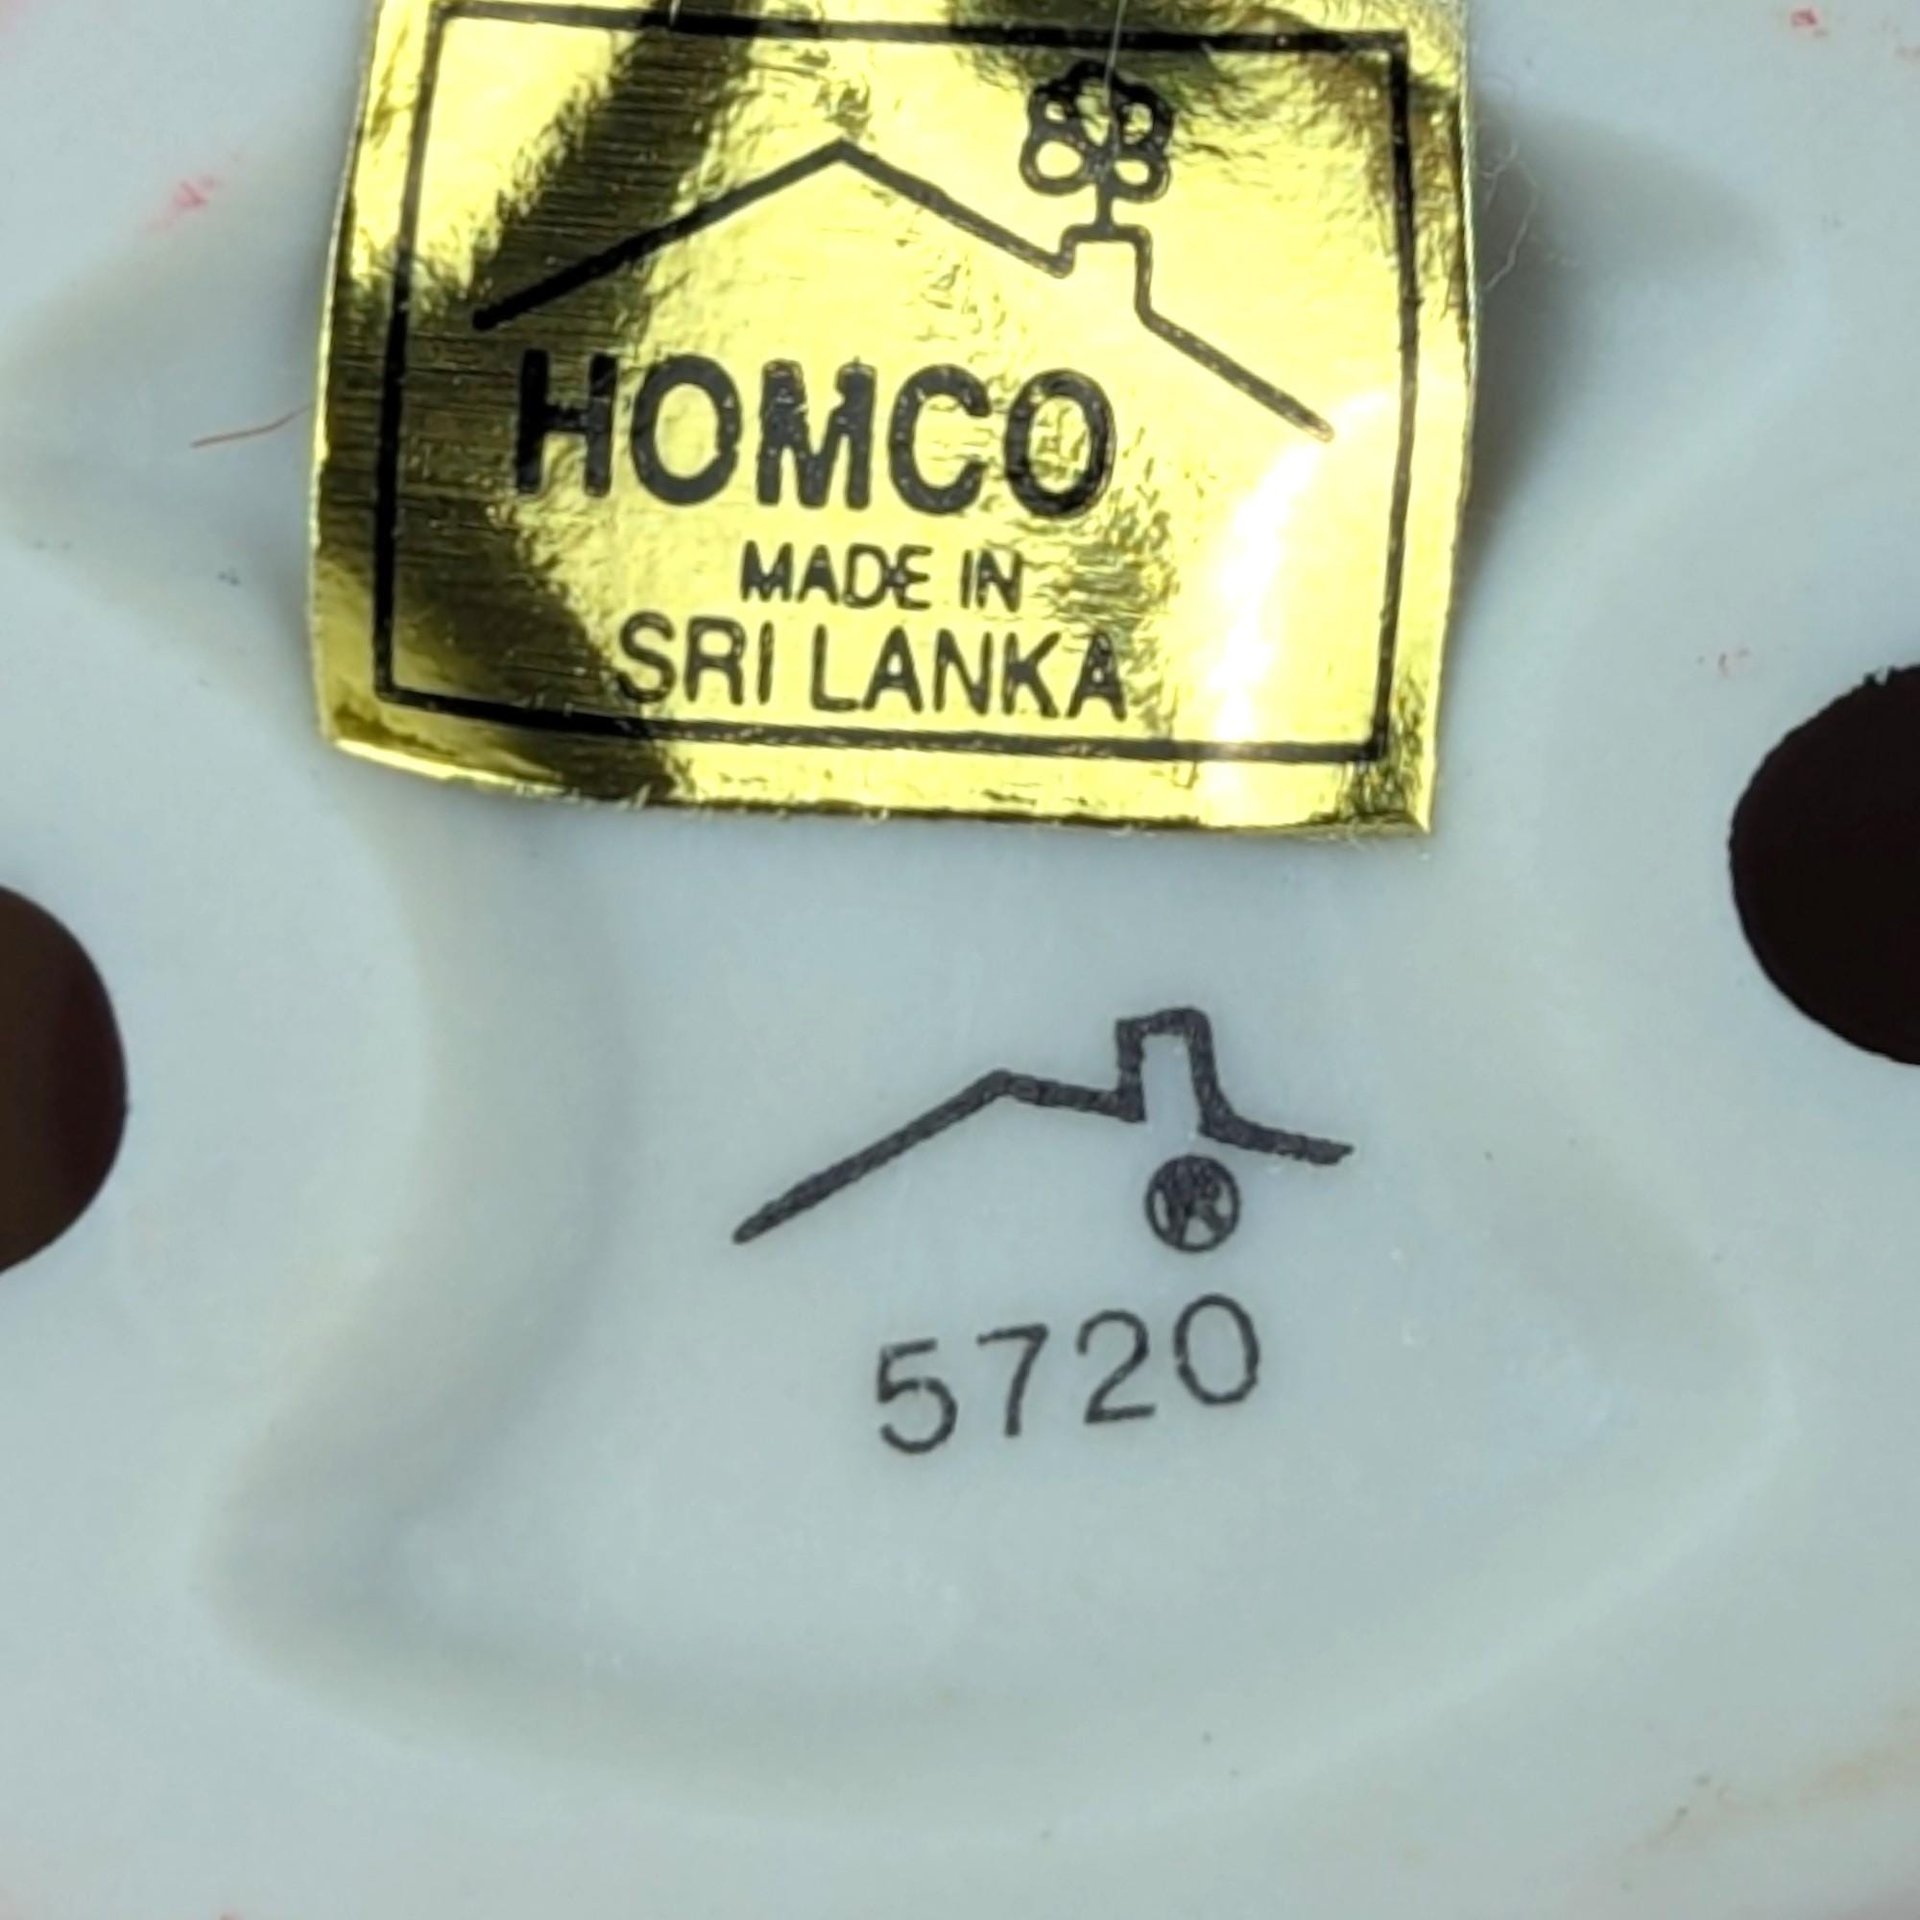 HOMCO
MADE IN
SRI LANKA
®
5720